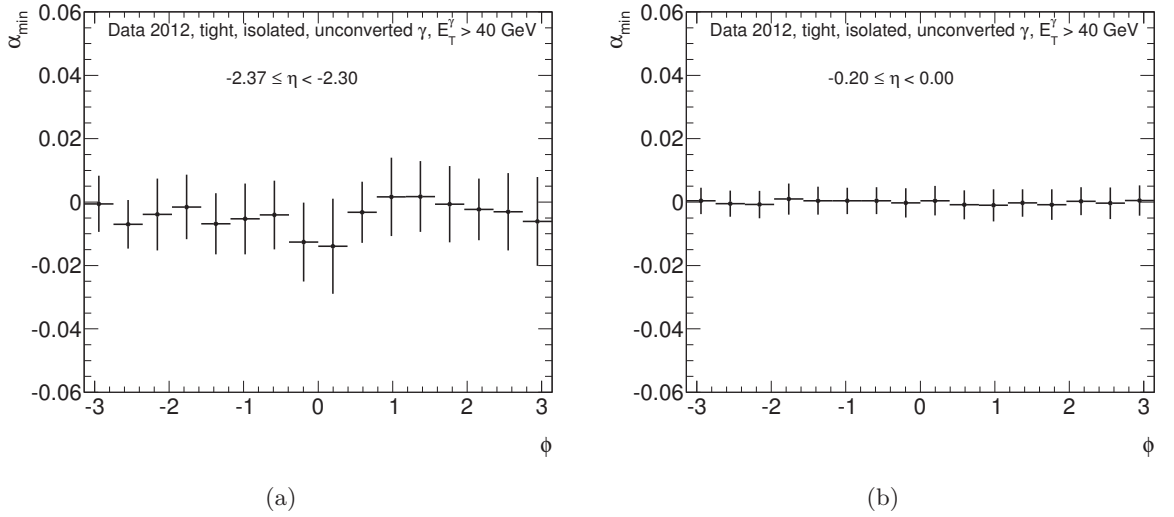 α_min
Data 2012, tight, isolated, unconverted γ, E_T^γ > 40 GeV
-2.37 ≤ η < -2.30
0.06
0.04
0.02
0
-0.02
-0.04
-0.06
-3 -2 -1 0 1 2 3
ϕ
(a)
α_min
Data 2012, tight, isolated, unconverted γ, E_T^γ > 40 GeV
-0.20 ≤ η < 0.00
0.06
0.04
0.02
0
-0.02
-0.04
-0.06
-3 -2 -1 0 1 2 3
ϕ
(b)